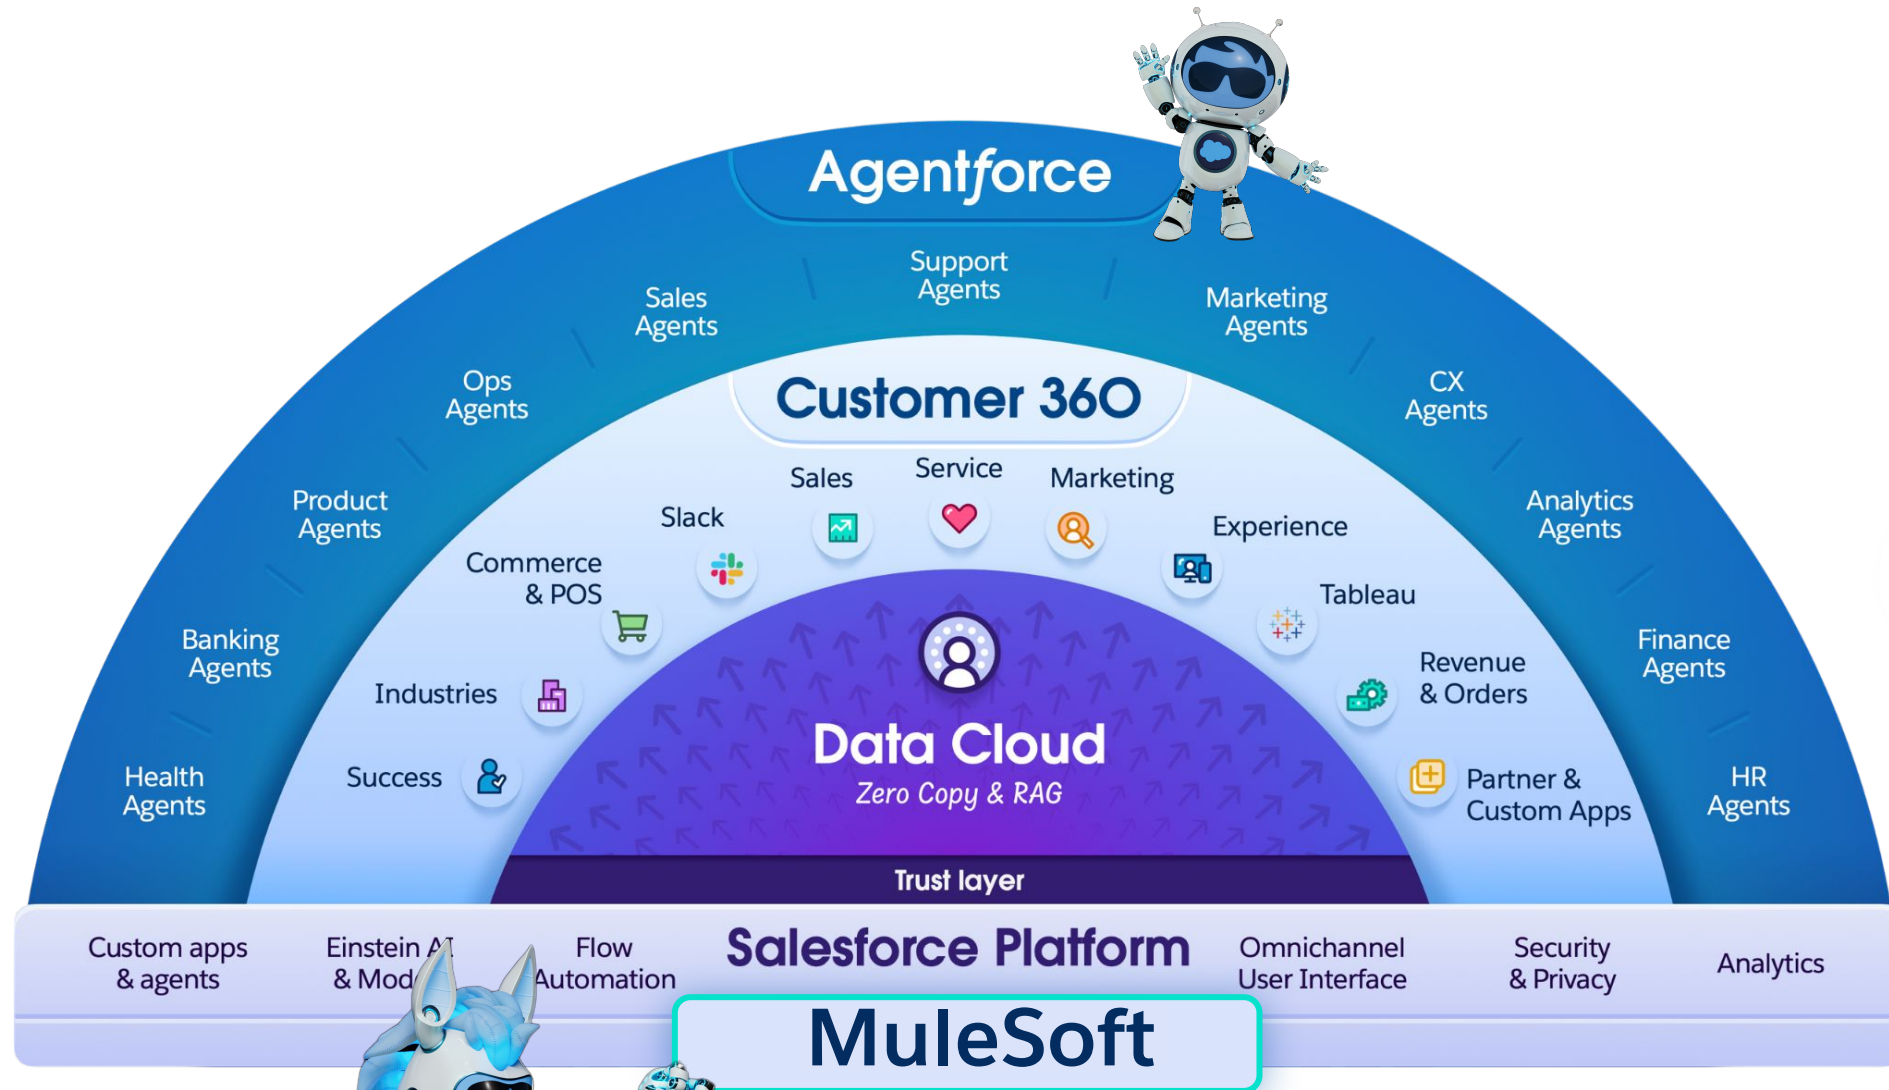 Agentforce
Support
Agents
Sales
Agents
Marketing
Agents
Ops
Agents
CX
Agents
Product
Agents
Analytics
Agents
Banking
Agents
Finance
Agents
Health
Agents
HR
Agents
Customer 360
Service
Sales
Marketing
Slack
Experience
Commerce
& POS
Tableau
Industries
Revenue
& Orders
Success
Partner &
Custom Apps
Data Cloud
Zero Copy & RAG
Trust layer
Salesforce Platform
Custom apps
& agents
Einstein AI
&
Flow
Automation
Omnichannel
User Interface
Security
& Privacy
Analytics
MuleSoft